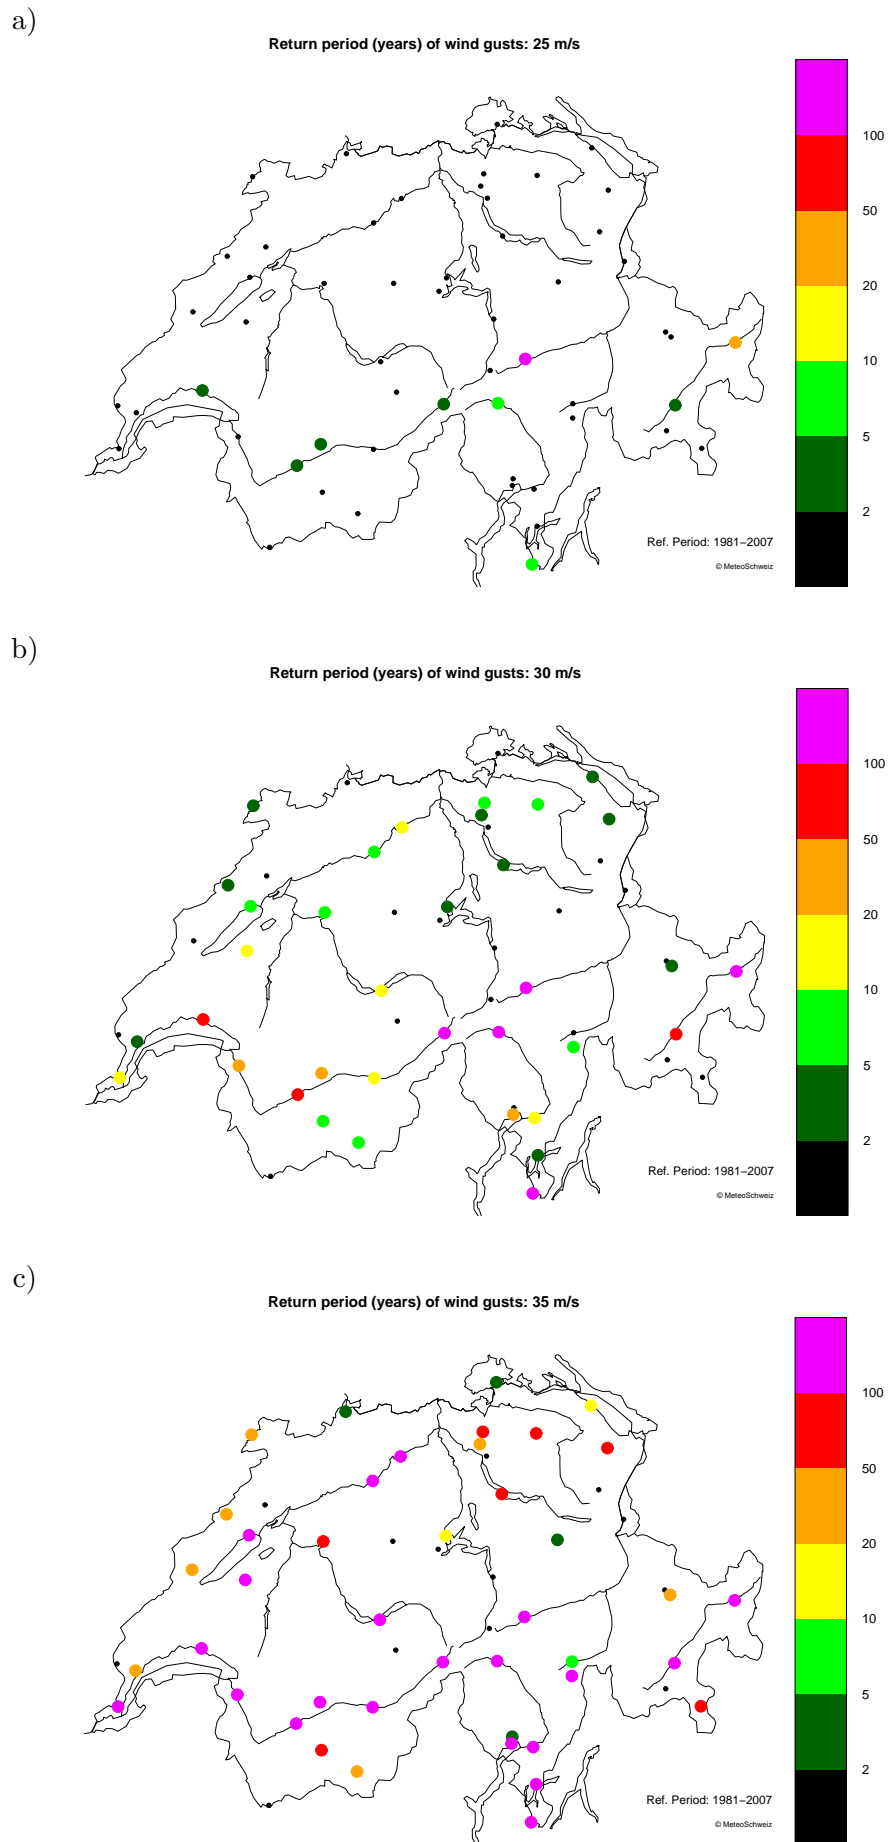 a)
Return period (years) of wind gusts: 25 m/s
100
50
20
10
5
2
Ref. Period: 1981–2007
© MeteoSchweiz
b)
Return period (years) of wind gusts: 30 m/s
100
50
20
10
5
2
Ref. Period: 1981–2007
© MeteoSchweiz
c)
Return period (years) of wind gusts: 35 m/s
100
50
20
10
5
2
Ref. Period: 1981–2007
© MeteoSchweiz